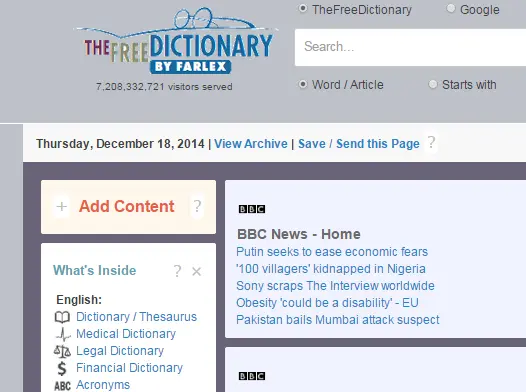 TheFreeDictionary Google
THEFREEDICTIONARY
BY FARLEX
Search...
7,208,332,721 visitors served
Word / Article Starts with
Thursday, December 18, 2014 | View Archive | Save / Send this Page ?
+ Add Content ?
BBC
BBC News - Home
Putin seeks to ease economic fears
'100 villagers' kidnapped in Nigeria
Sony scraps The Interview worldwide
Obesity 'could be a disability' - EU
Pakistan bails Mumbai attack suspect
What's Inside ? ×
English:
Dictionary / Thesaurus
Medical Dictionary
Legal Dictionary
$ Financial Dictionary
ABC Acronyms
BBC